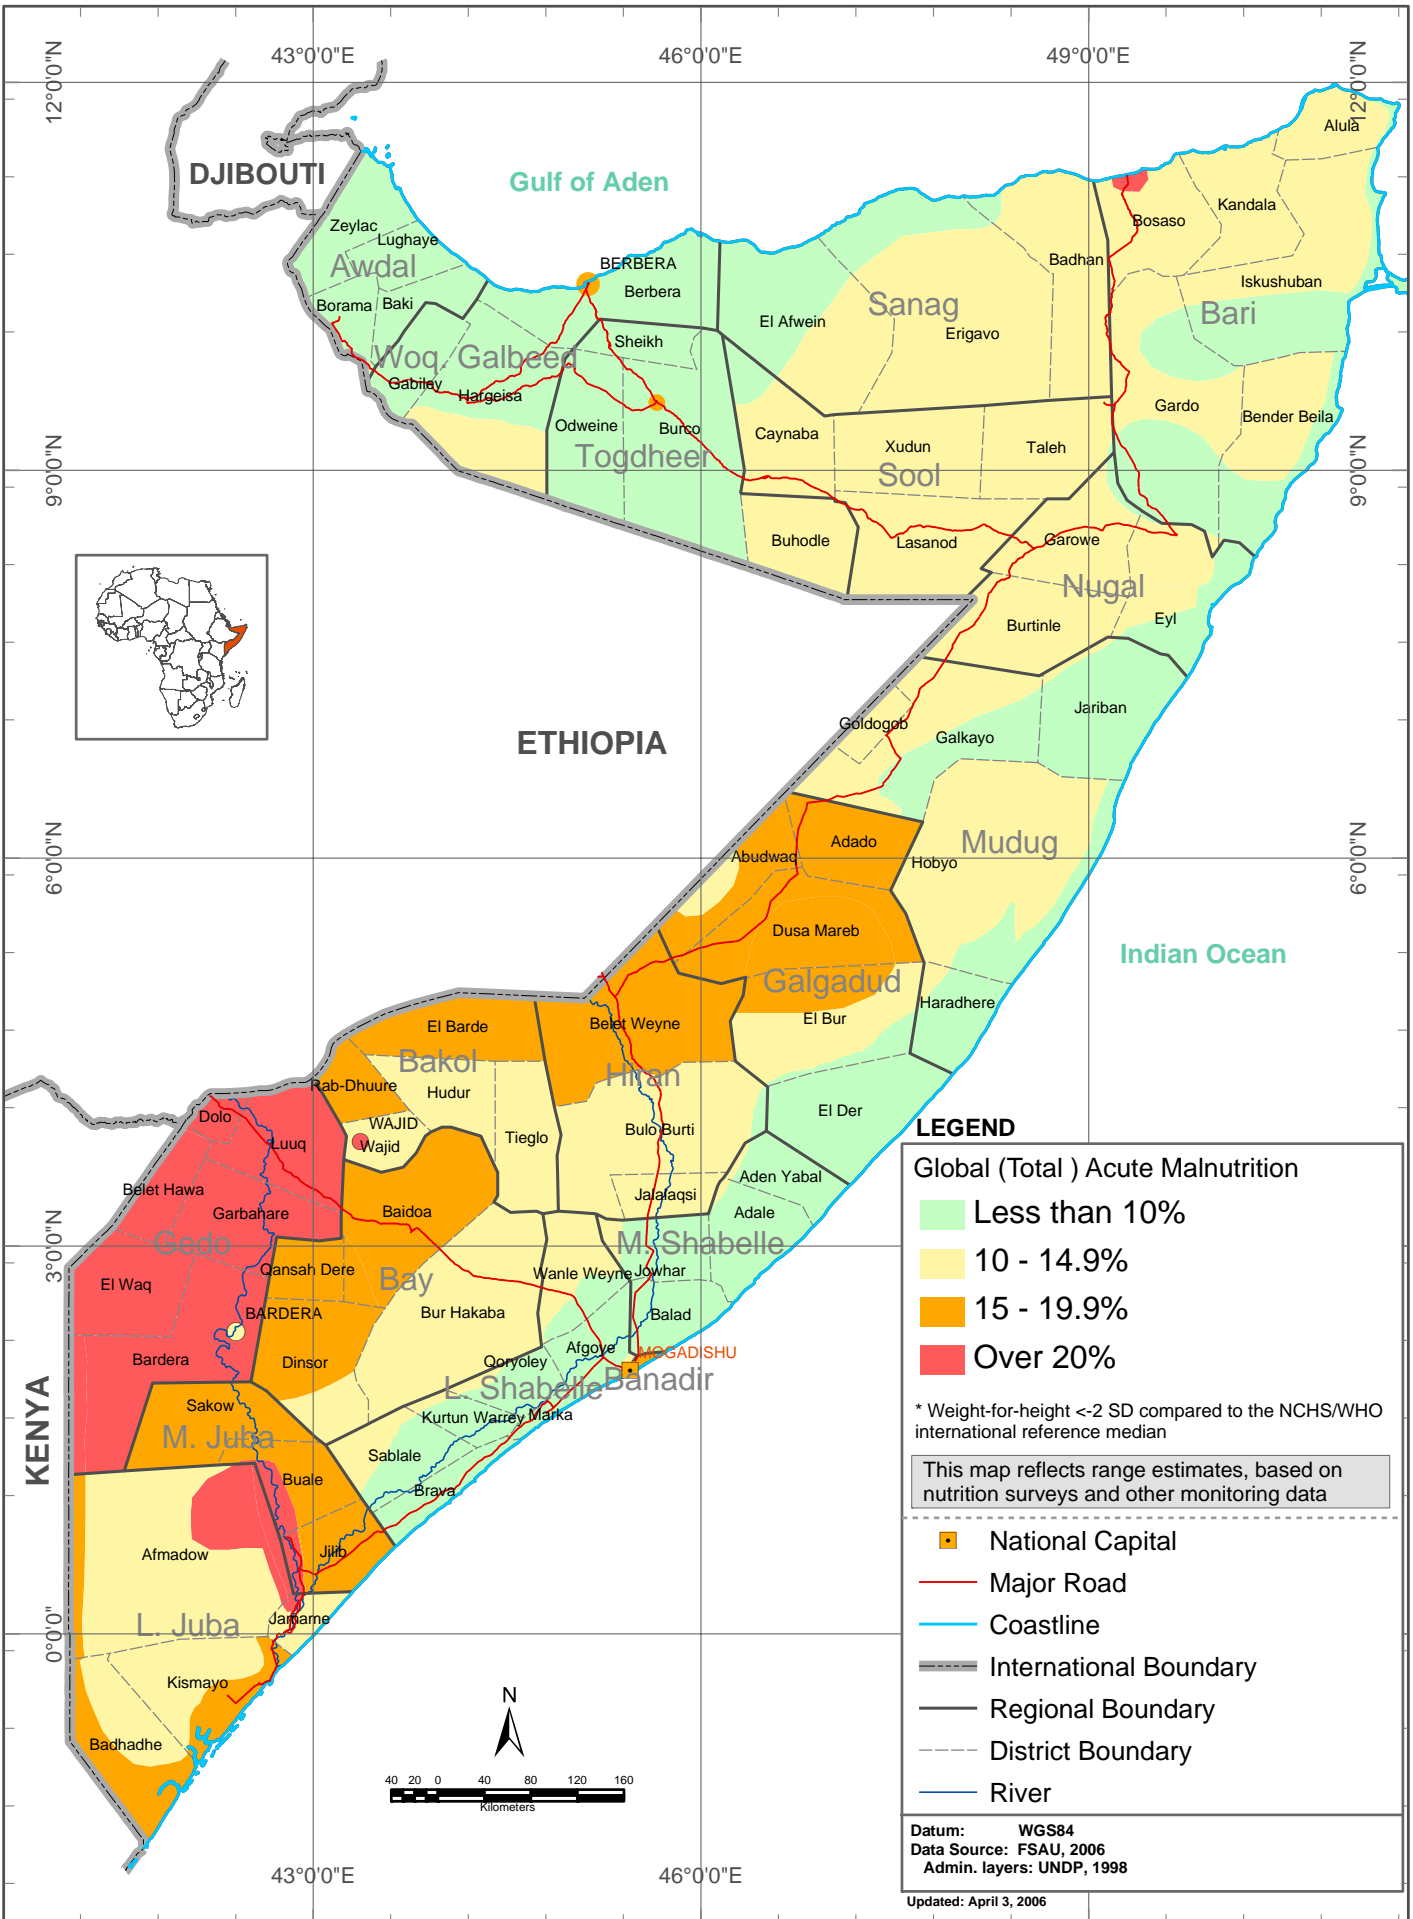 43°0'0"E
46°0'0"E
49°0'0"E
12°0'0"N
12°0'0"N
Alula
DJIBOUTI
Gulf of Aden
Kandala
Bosaso
Zeylac
Lughaye
Awdal
Badhan
BERBERA
Berbera
Iskushuban
Borama
Baki
Sanag
Bari
El Afwein
Erigavo
Sheikh
Woq. Galbeed
Gabiley
Hargeisa
Gardo
Bender Beila
Odweine
Burco
Caynaba
Xudun
Taleh
Togdheer
Sool
9°0'0"N
9°0'0"N
Buhodle
Lasanod
Garowe
Nugal
Burtinle
Eyl
Jariban
Goldogob
Galkayo
ETHIOPIA
Adado
Mudug
Abudwaq
Hobyo
6°0'0"N
6°0'0"N
Dusa Mareb
Indian Ocean
Galgadud
Haradhere
El Bur
El Barde
Belet Weyne
Bakol
Hiran
Rab-Dhuure
Hudur
Dolo
WAJID
Wajid
Luuq
Tieglo
Bulo Burti
El Der
Belet Hawa
Jalalaqsi
Aden Yabal
Garbahare
Baidoa
Adale
Gedo
M. Shabelle
3°0'0"N
Qansah Dere
Bay
Wanle Weyne
Jowhar
El Waq
BARDERA
Bur Hakaba
Balad
Bardera
Dinsor
Qoryoley
Afgoye
MOGADISHU
L. Shabelle
Banadir
KENYA
Sakow
Kurtun Warrey
Marka
M. Juba
Sablale
Buale
Brava
Afmadow
Jilib
L. Juba
Jamame
0°0'0"
Kismayo
Badhadhe
N
40 20 0 40 80 120 160
Kilometers
43°0'0"E
46°0'0"E
LEGEND
Global (Total ) Acute Malnutrition
Less than 10%
10 - 14.9%
15 - 19.9%
Over 20%
* Weight-for-height <-2 SD compared to the NCHS/WHO
international reference median
This map reflects range estimates, based on
nutrition surveys and other monitoring data
National Capital
Major Road
Coastline
International Boundary
Regional Boundary
District Boundary
River
Datum: WGS84
Data Source: FSAU, 2006
Admin. layers: UNDP, 1998
Updated: April 3, 2006